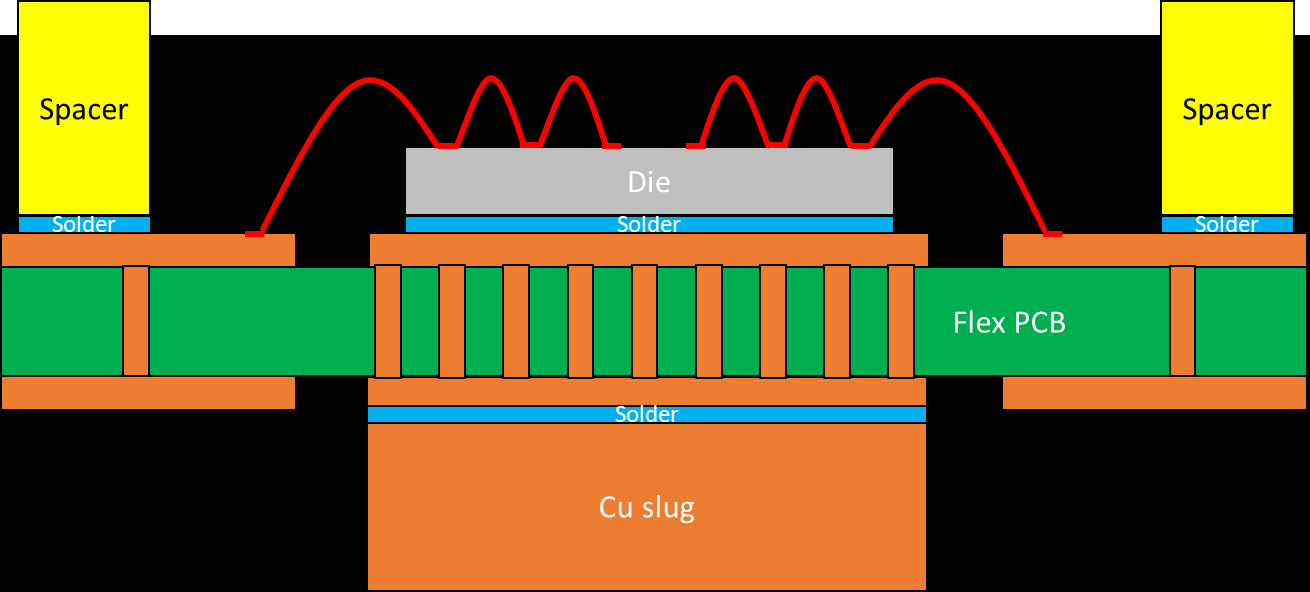 Spacer
Spacer
Die
Solder
Solder
Solder
Flex PCB
Solder
Cu slug